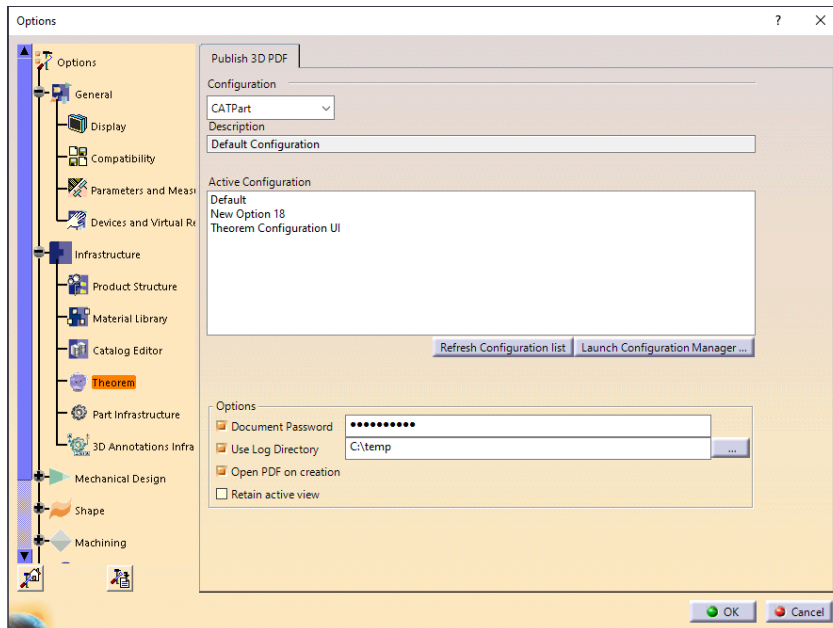 Options
?
Options
General
Display
Compatibility
Parameters and Meas
Devices and Virtual Re
Infrastructure
Product Structure
Material Library
Catalog Editor
Theorem
Part Infrastructure
3D Annotations Infra
Mechanical Design
Shape
Machining
Publish 3D PDF
Configuration
CATPart
Description
Default Configuration
Active Configuration
Default
New Option 18
Theorem Configuration UI
Refresh Configuration list
Launch Configuration Manager ...
Options
Document Password
••••••••••
Use Log Directory
C:\temp
...
Open PDF on creation
Retain active view
OK
Cancel